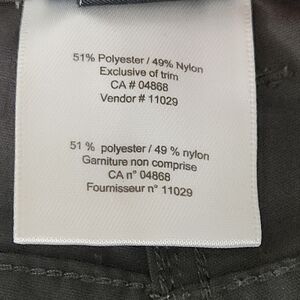 51% Polyester / 49% Nylon
Exclusive of trim
CA # 04868
Vendor # 11029
51 % polyester / 49 % nylon
Garniture non comprise
CA n° 04868
Fournisseur n° 11029